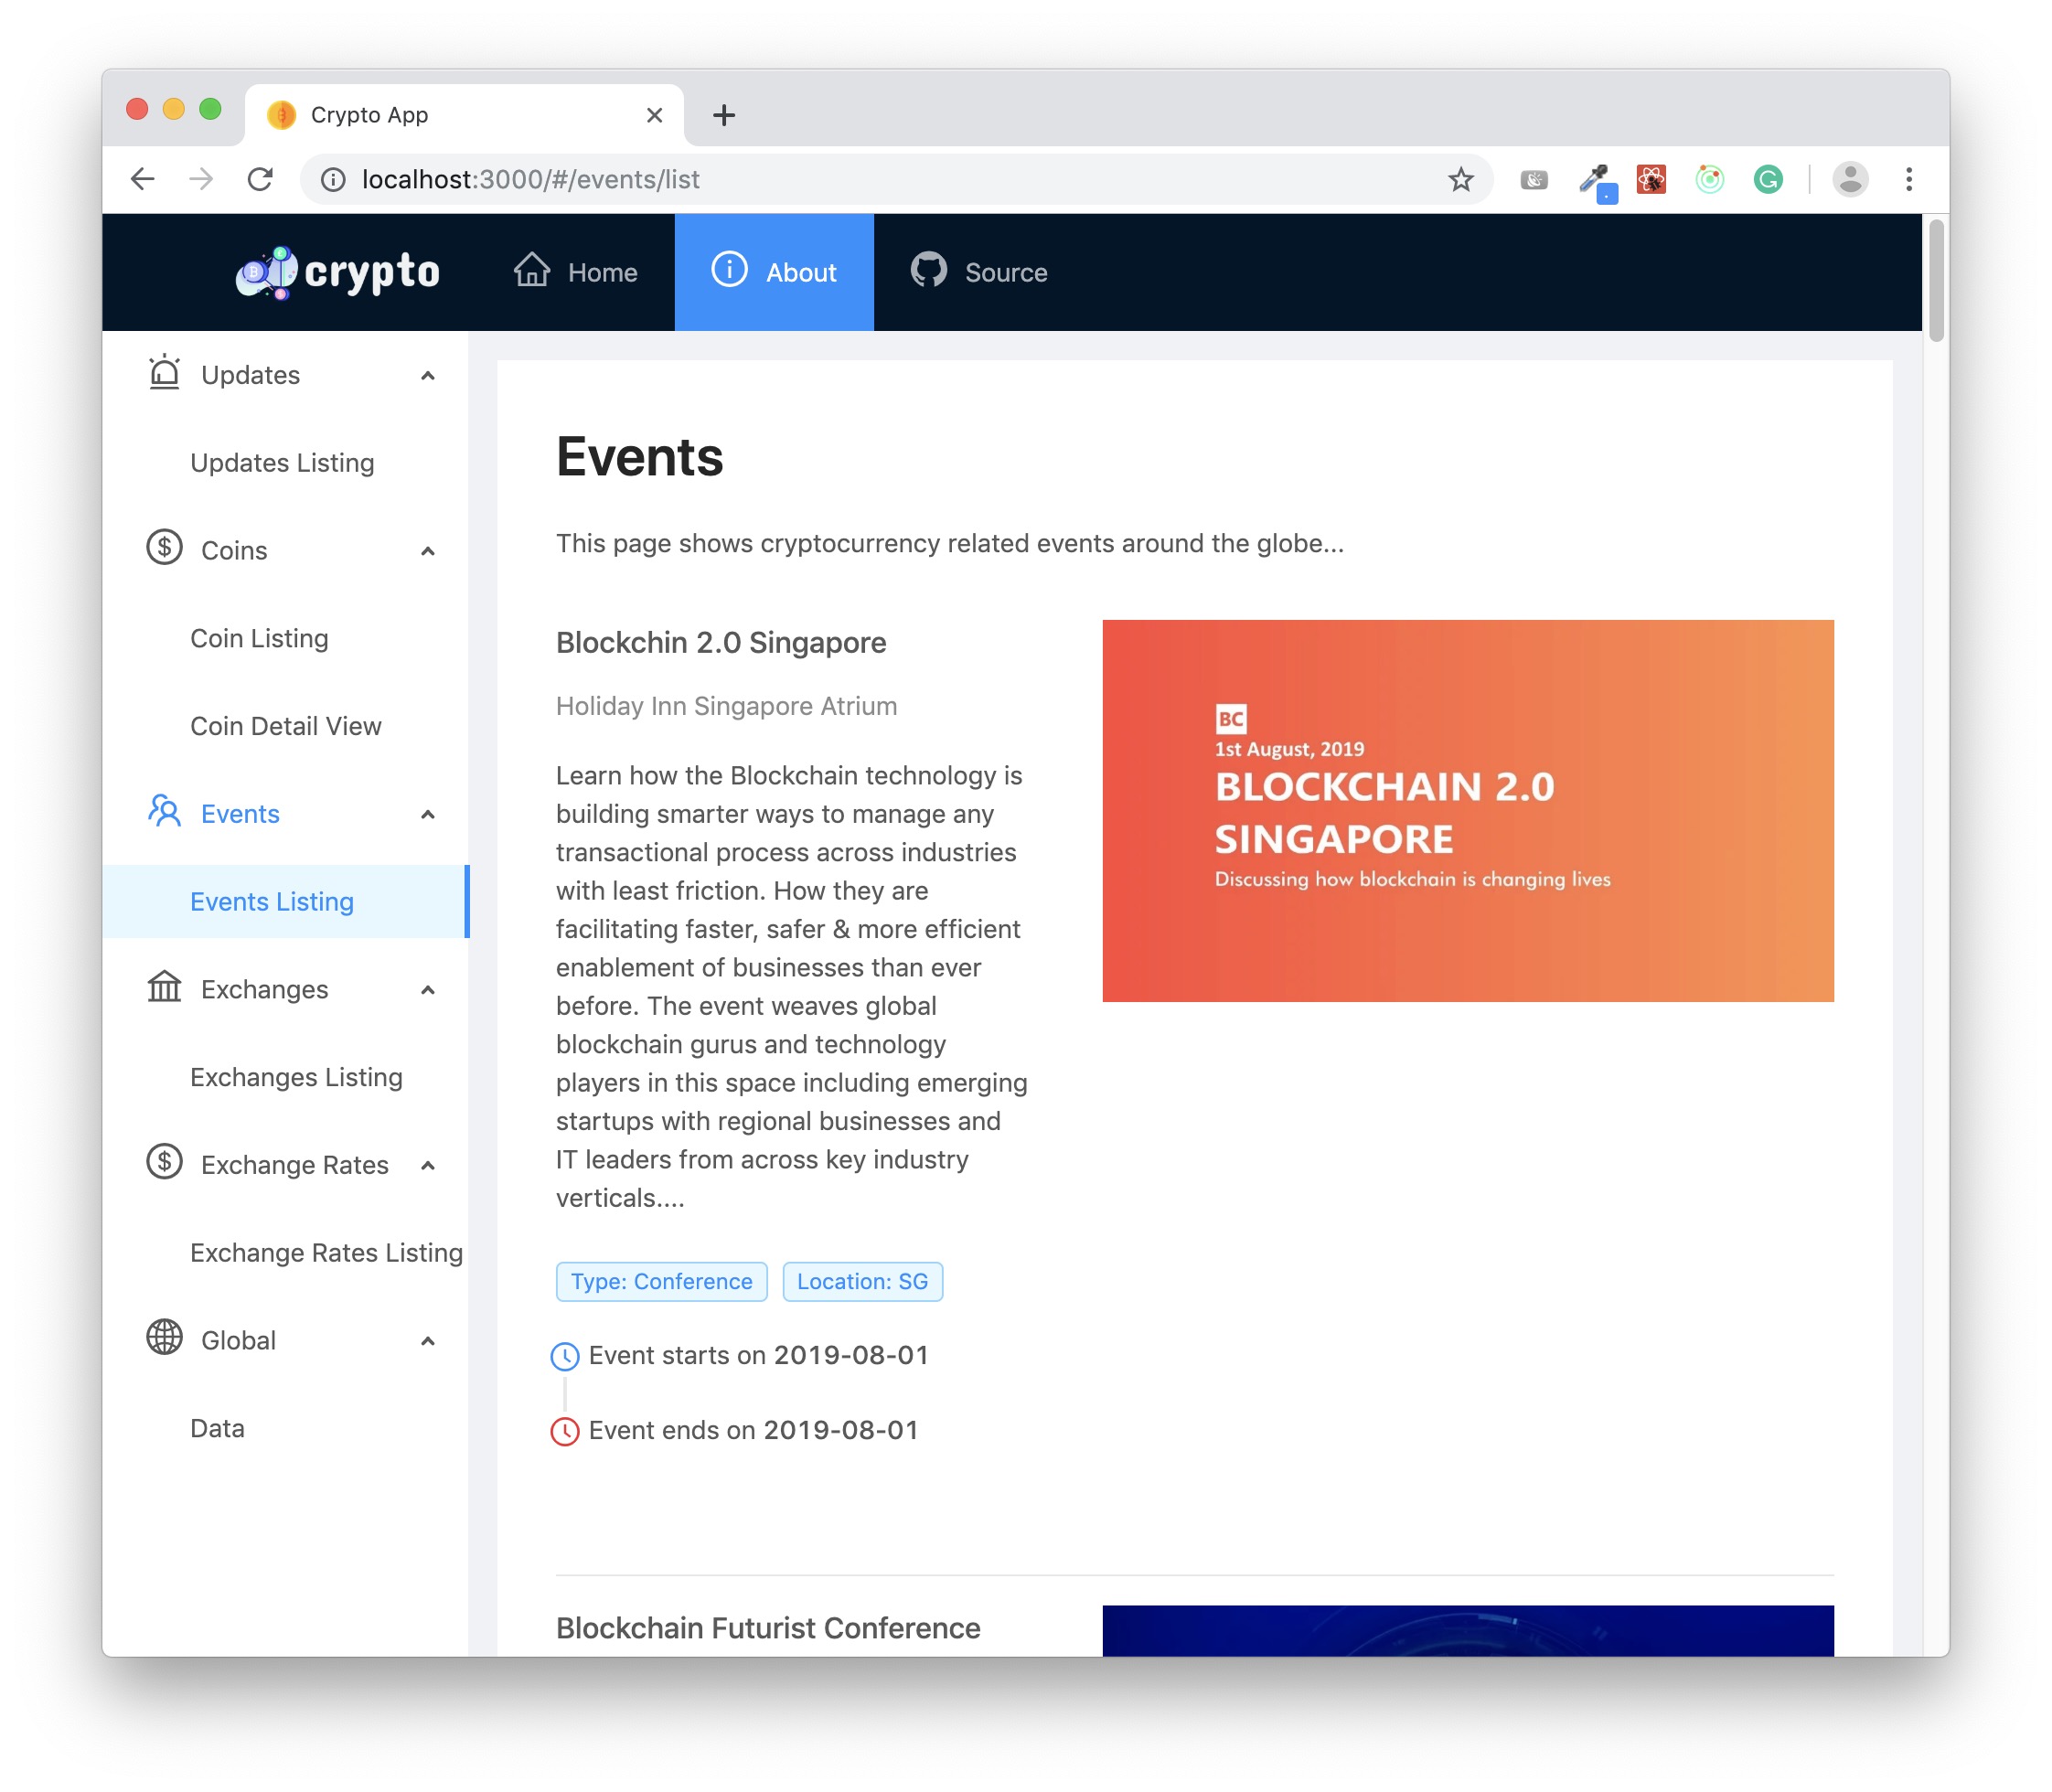 Crypto App
localhost:3000/#/events/list
crypto
Home
About
Source
Updates
Updates Listing
Coins
Coin Listing
Coin Detail View
Events
Events Listing
Exchanges
Exchanges Listing
Exchange Rates
Exchange Rates Listing
Global
Data
Events
This page shows cryptocurrency related events around the globe...
Blockchin 2.0 Singapore
Holiday Inn Singapore Atrium
Learn how the Blockchain technology is
building smarter ways to manage any
transactional process across industries
with least friction. How they are
facilitating faster, safer & more efficient
enablement of businesses than ever
before. The event weaves global
blockchain gurus and technology
players in this space including emerging
startups with regional businesses and
IT leaders from across key industry
verticals....
Type: Conference
Location: SG
Event starts on 2019-08-01
Event ends on 2019-08-01
BC
1st August, 2019
BLOCKCHAIN 2.0
SINGAPORE
Discussing how blockchain is changing lives
Blockchain Futurist Conference